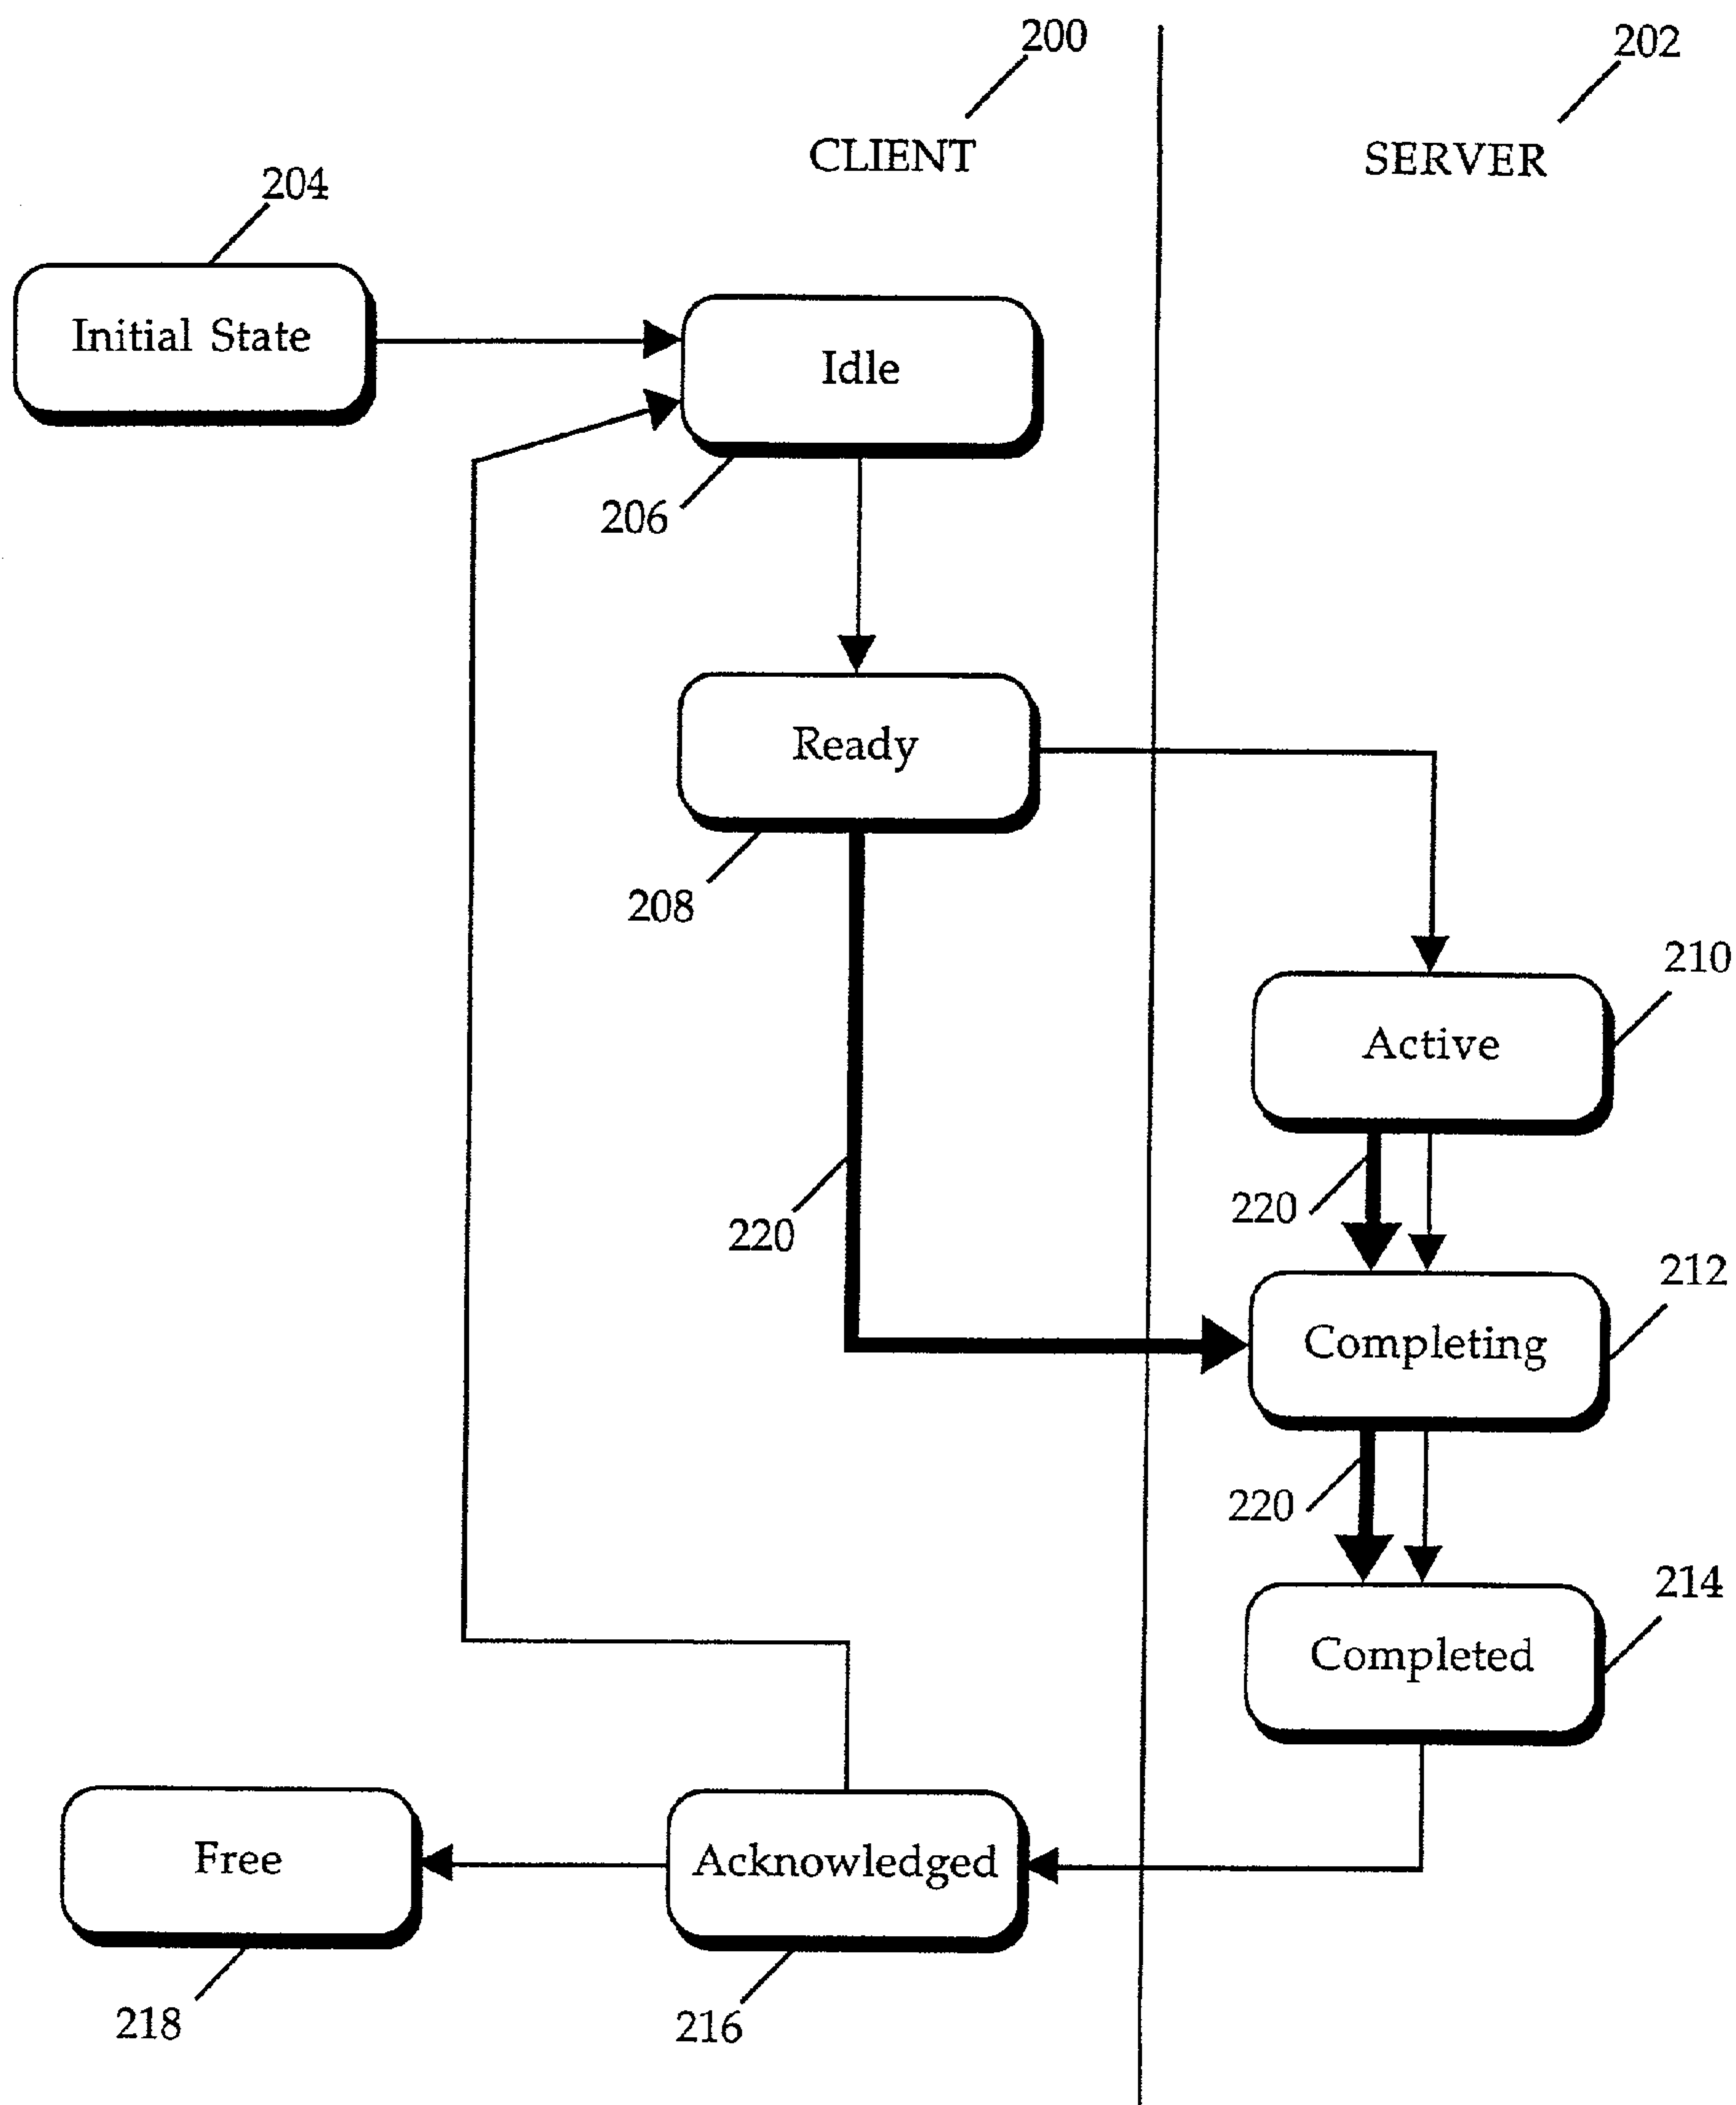 200
202
CLIENT
SERVER
204
Initial State
Idle
206
Ready
208
210
Active
220
220
212
Completing
220
214
Completed
Free
Acknowledged
218
216